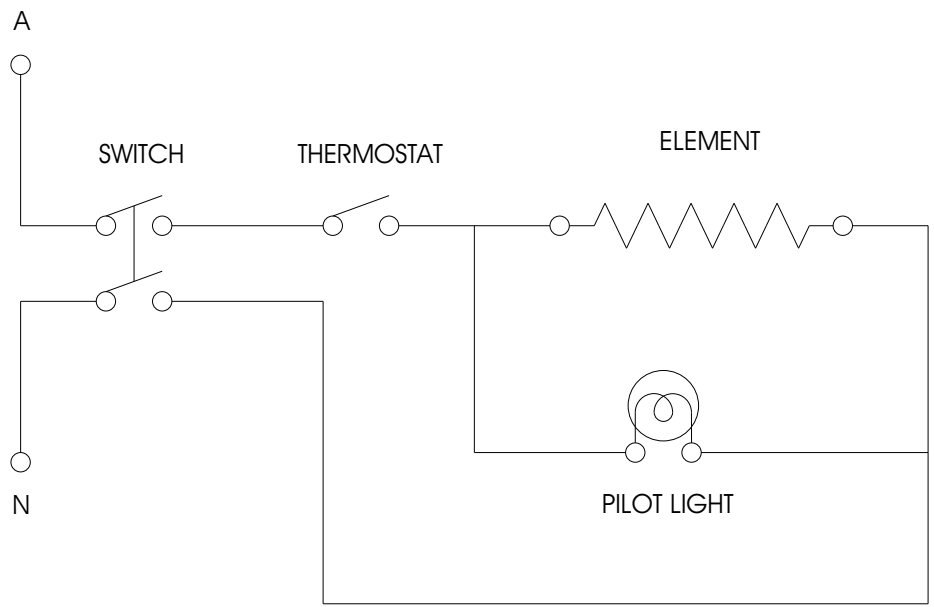 A
SWITCH
THERMOSTAT
ELEMENT
N
PILOT LIGHT